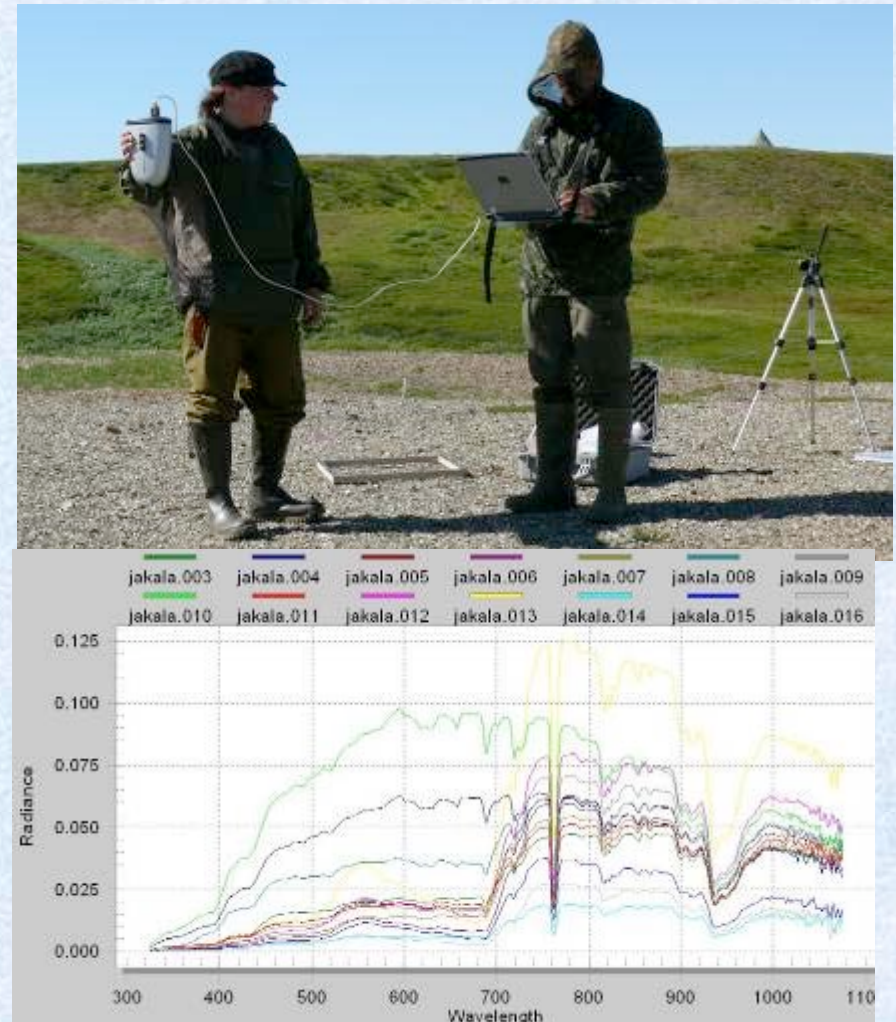 jakala.003 jakala.004 jakala.005 jakala.006 jakala.007 jakala.008 jakala.009
jakala.010 jakala.011 jakala.012 jakala.013 jakala.014 jakala.015 jakala.016
0.125
0.100
0.075
0.050
0.025
0.000
Radiance
300 400 500 600 700 800 900 1000 110
Wavelength